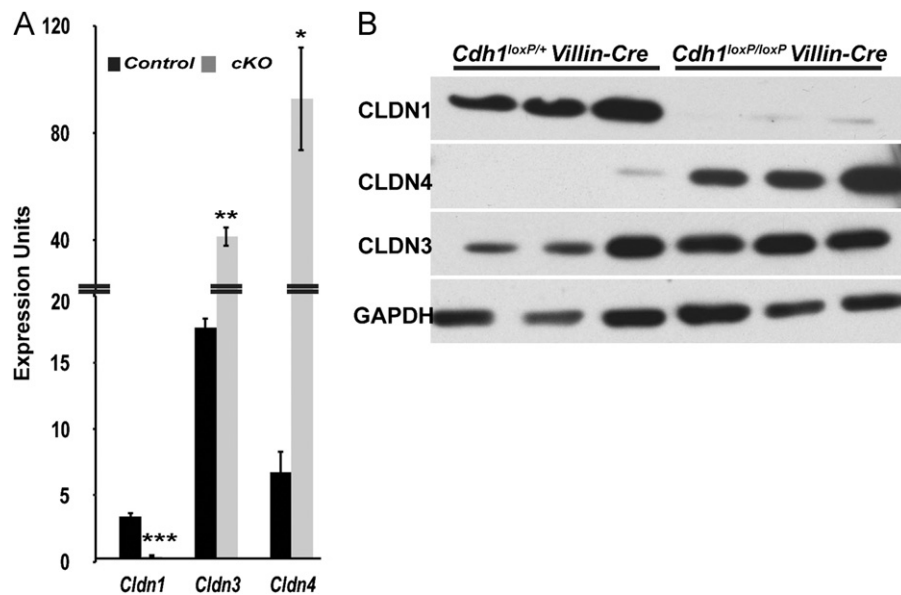 A
120
80
40
20
15
10
5
0
Expression Units
Control cKO
***
**
*
Cldn1 Cldn3 Cldn4
B
Cdh1loxP/+ Villin-Cre Cdh1loxP/loxP Villin-Cre
CLDN1
CLDN4
CLDN3
GAPDH